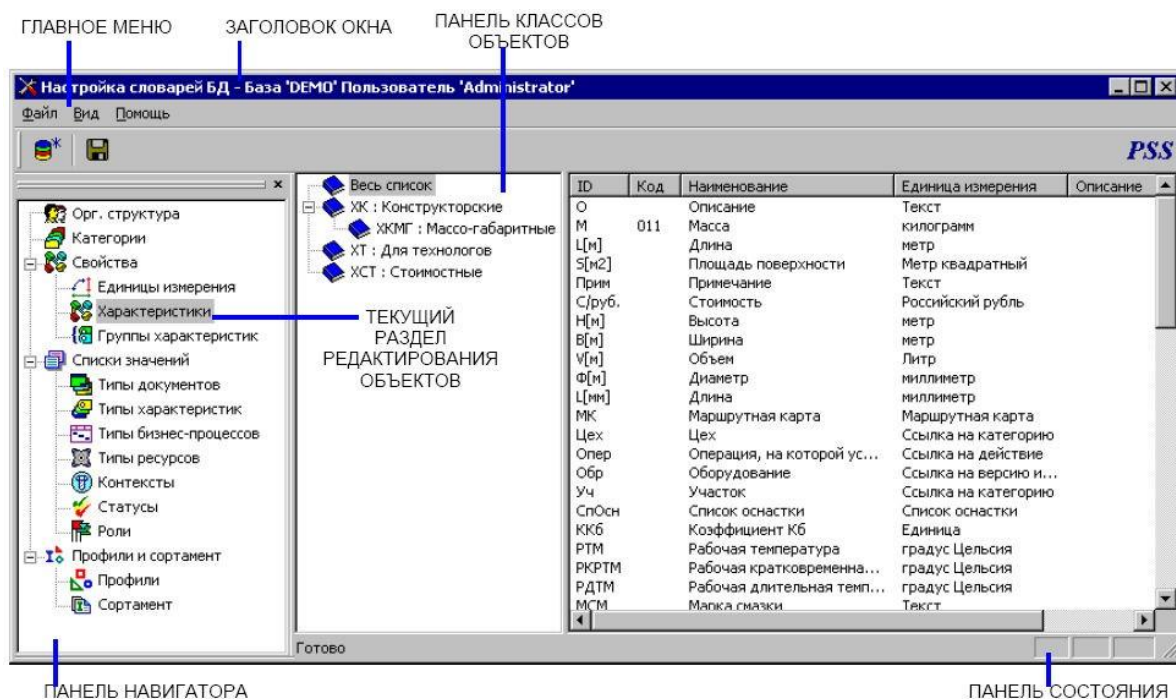 ГЛАВНОЕ МЕНЮ
ЗАГОЛОВОК ОКНА
ПАНЕЛЬ КЛАССОВ
ОБЪЕКТОВ
Настройка словарей БД - База 'DEMO' Пользователь 'Administrator'
Файл Вид Помощь
PSS
Орг. структура
Категории
Свойства
Единицы измерения
Характеристики
Группы характеристик
Списки значений
Типы документов
Типы характеристик
Типы бизнес-процессов
Типы ресурсов
Контексты
Статусы
Роли
Профили и сортамент
Профили
Сортамент
Весь список
ХК : Конструкторские
ХКМГ : Массо-габаритные
ХТ : Для технологов
ХСТ : Стоимостные
ТЕКУЩИЙ
РАЗДЕЛ
РЕДАКТИРОВАНИЯ
ОБЪЕКТОВ
ID Код Наименование Единица измерения Описание
О Описание Текст
М 011 Масса килограмм
L[м] Длина метр
S[м2] Площадь поверхности Метр квадратный
Прим Примечание Текст
С/руб. Стоимость Российский рубль
H[м] Высота метр
B[м] Ширина метр
V[м] Объем Литр
Ф[м] Диаметр миллиметр
L[мм] Длина миллиметр
МК Маршрутная карта Маршрутная карта
Цех Цех Ссылка на категорию
Опер Операция, на которой ус... Ссылка на действие
Обр Оборудование Ссылка на версию и...
Уч Участок Ссылка на категорию
СпОсн Список оснастки Список оснастки
ККб Коэффициент Кб Единица
РТМ Рабочая температура градус Цельсия
РКРТМ Рабочая кратковременна... градус Цельсия
РДТМ Рабочая длительная темп... градус Цельсия
МСМ Марка смазки Текст
Готово
ПАНЕЛЬ НАВИГАТОРА
ПАНЕЛЬ СОСТОЯНИЯ